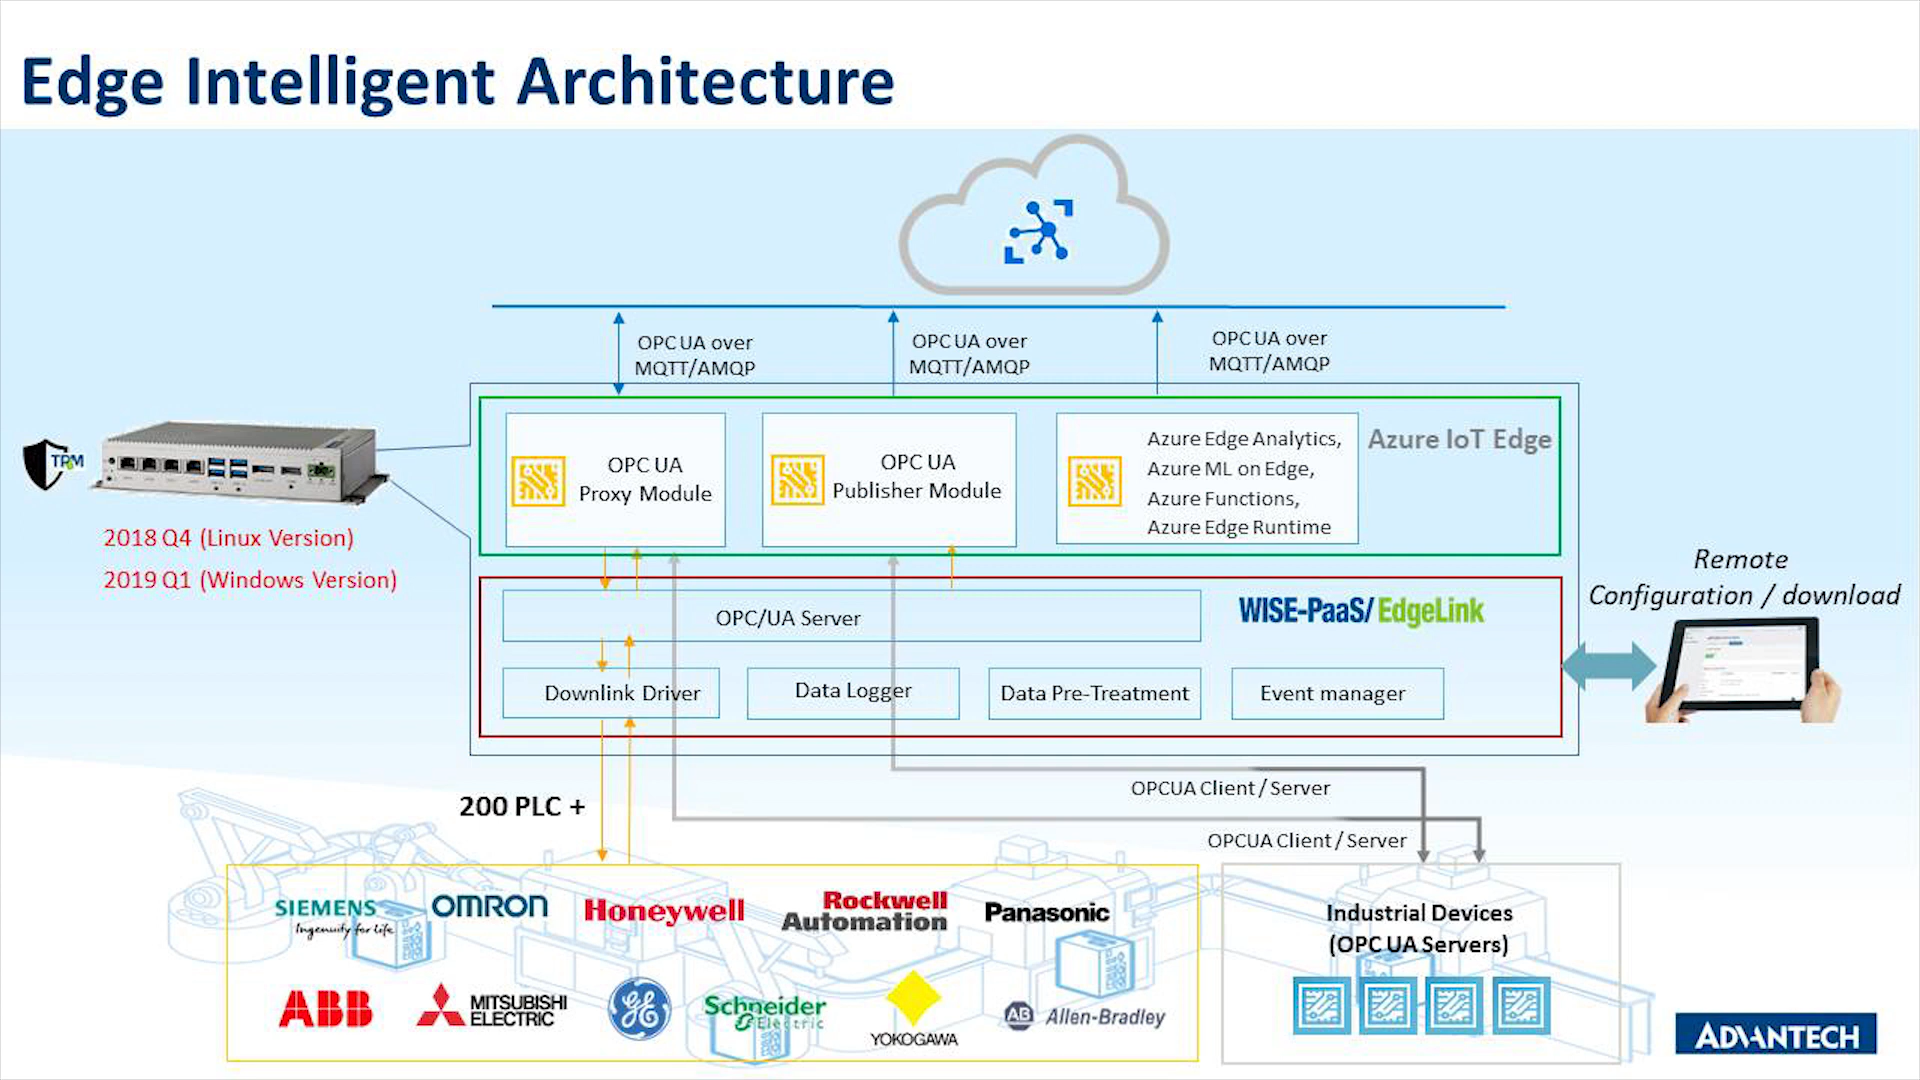 Edge Intelligent Architecture
OPC UA over
MQTT/AMQP
OPC UA over
MQTT/AMQP
OPC UA over
MQTT/AMQP
TPM
2018 Q4 (Linux Version)
2019 Q1 (Windows Version)
OPC UA
Proxy Module
OPC UA
Publisher Module
Azure Edge Analytics,
Azure ML on Edge,
Azure Functions,
Azure Edge Runtime
Azure IoT Edge
OPC/UA Server
WISE-PaaS/EdgeLink
Downlink Driver
Data Logger
Data Pre-Treatment
Event manager
Remote
Configuration / download
200 PLC +
OPCUA Client / Server
OPCUA Client / Server
SIEMENS
Ingenuity for life
OMRON
Honeywell
Rockwell
Automation
Panasonic
ABB
MITSUBISHI
ELECTRIC
GE
Schneider
Electric
YOKOGAWA
AB Allen-Bradley
Industrial Devices
(OPC UA Servers)
ADVANTECH